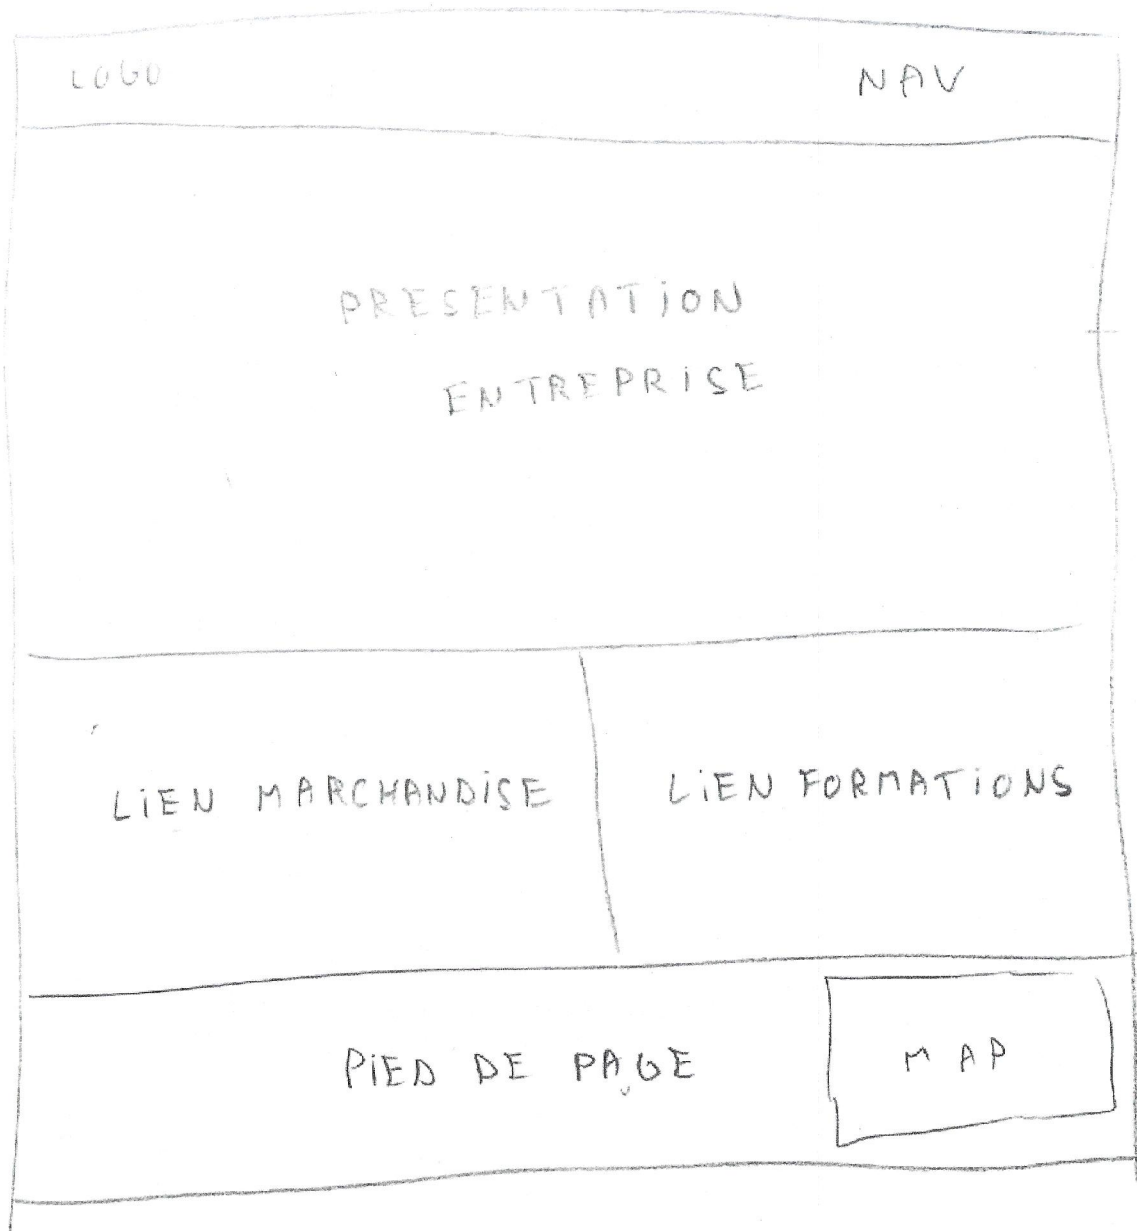 LOGO
NAV
PRESENTATiON
ENTREPRiSE
LiEN MARCHANDiSE
LiEN FORMATiONS
PiED DE PAGE
MAP